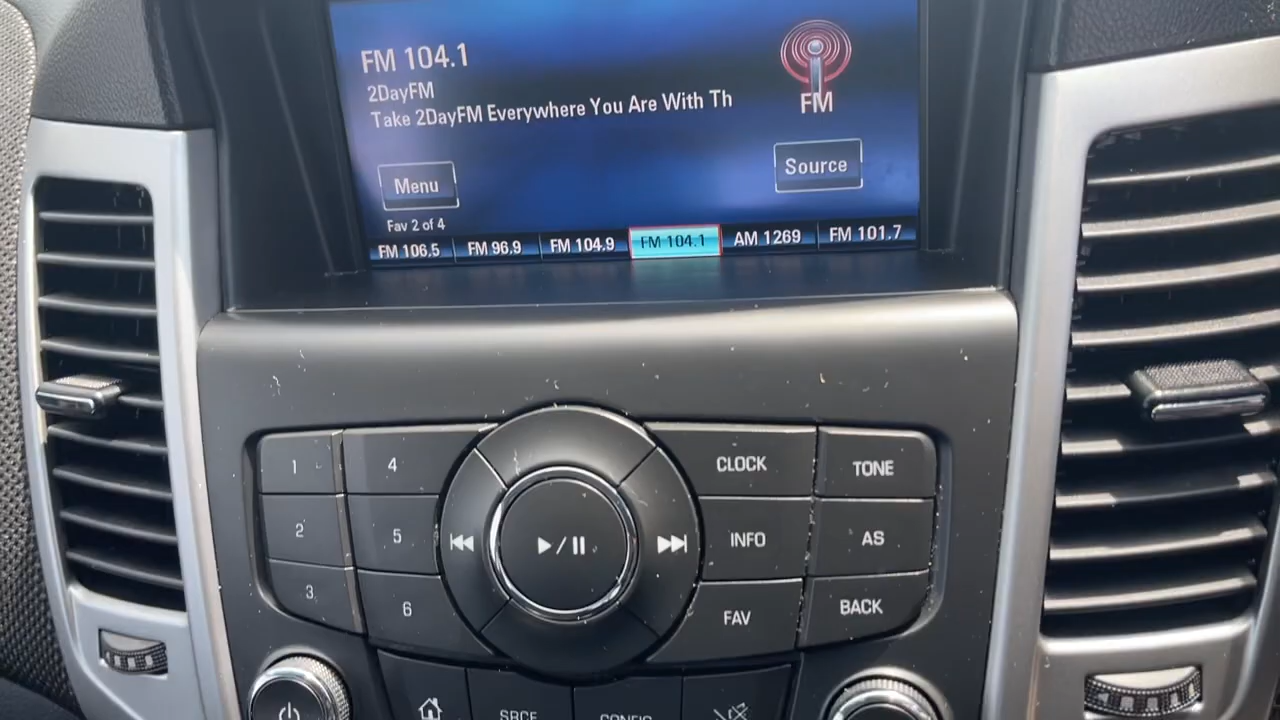 FM 104.1
2DayFM
Take 2DayFM Everywhere You Are With Th
FM
Menu
Source
Fav 2 of 4
FM 106.5 FM 96.9 FM 104.9 FM 104.1 AM 1269 FM 101.7
1 4 CLOCK TONE
2 5 INFO AS
3 6 FAV BACK
SRCE CONFIG